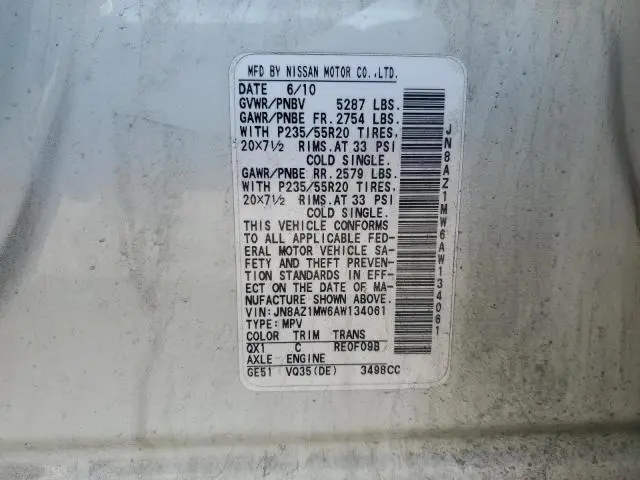 MFD BY NISSAN MOTOR CO.,LTD.
DATE 6/10
GVWR/PNBV 5287 LBS.
GAWR/PNBE FR. 2754 LBS.
WITH P235/55R20 TIRES,
20×7½ RIMS. AT 33 PSI
COLD SINGLE.
GAWR/PNBE RR. 2579 LBS.
WITH P235/55R20 TIRES,
20×7½ RIMS. AT 33 PSI
COLD SINGLE.
THIS VEHICLE CONFORMS
TO ALL APPLICABLE FED-
ERAL MOTOR VEHICLE SA-
FETY AND THEFT PREVEN-
TION STANDARDS IN EFF-
ECT ON THE DATE OF MA-
NUFACTURE SHOWN ABOVE.
VIN:JN8AZ1MW6AW134061
TYPE:MPV
COLOR TRIM TRANS
QX1 C RE0F09B
AXLE ENGINE
GE51 VQ35(DE) 3498CC
JN8AZ1MW6AW134061